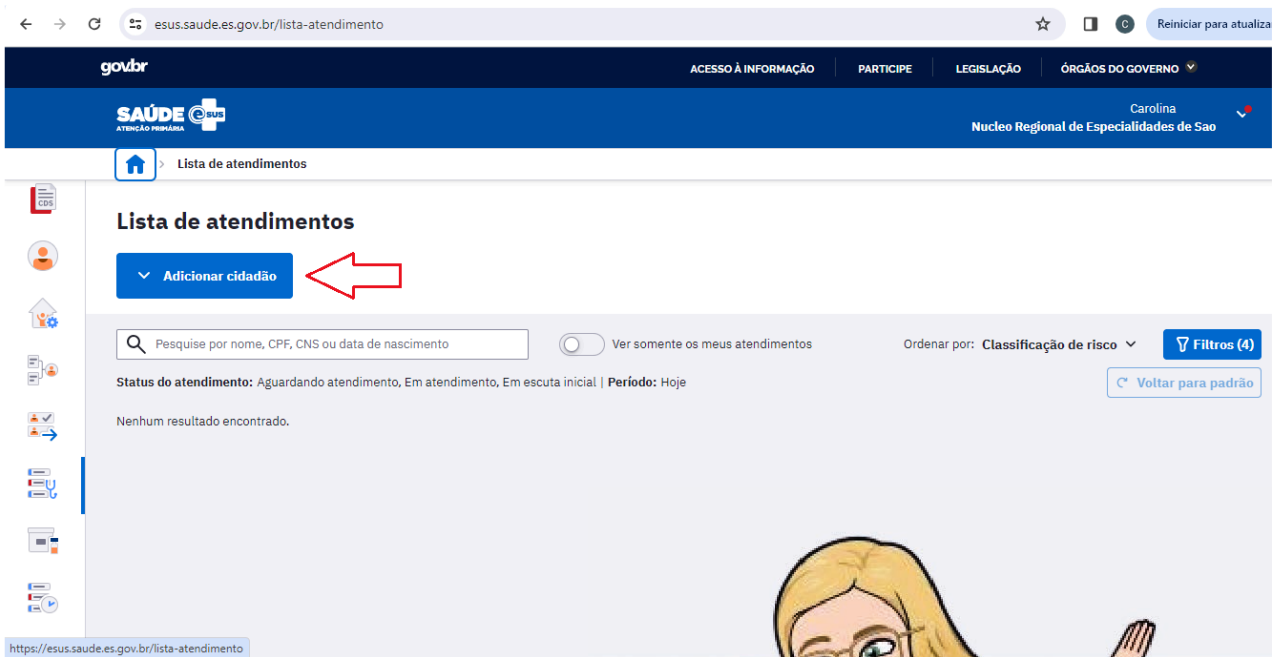 esus.saude.es.gov.br/lista-atendimento
C
Reiniciar para atualiza
gov.br
ACESSO À INFORMAÇÃO
PARTICIPE
LEGISLAÇÃO
ÓRGÃOS DO GOVERNO
SAÚDE e sus
ATENÇÃO PRIMÁRIA
Carolina
Nucleo Regional de Especialidades de Sao
Lista de atendimentos
CDS
Lista de atendimentos
Adicionar cidadão
Pesquise por nome, CPF, CNS ou data de nascimento
Ver somente os meus atendimentos
Ordenar por: Classificação de risco
Filtros (4)
Status do atendimento: Aguardando atendimento, Em atendimento, Em escuta inicial | Período: Hoje
Voltar para padrão
Nenhum resultado encontrado.
https://esus.saude.es.gov.br/lista-atendimento